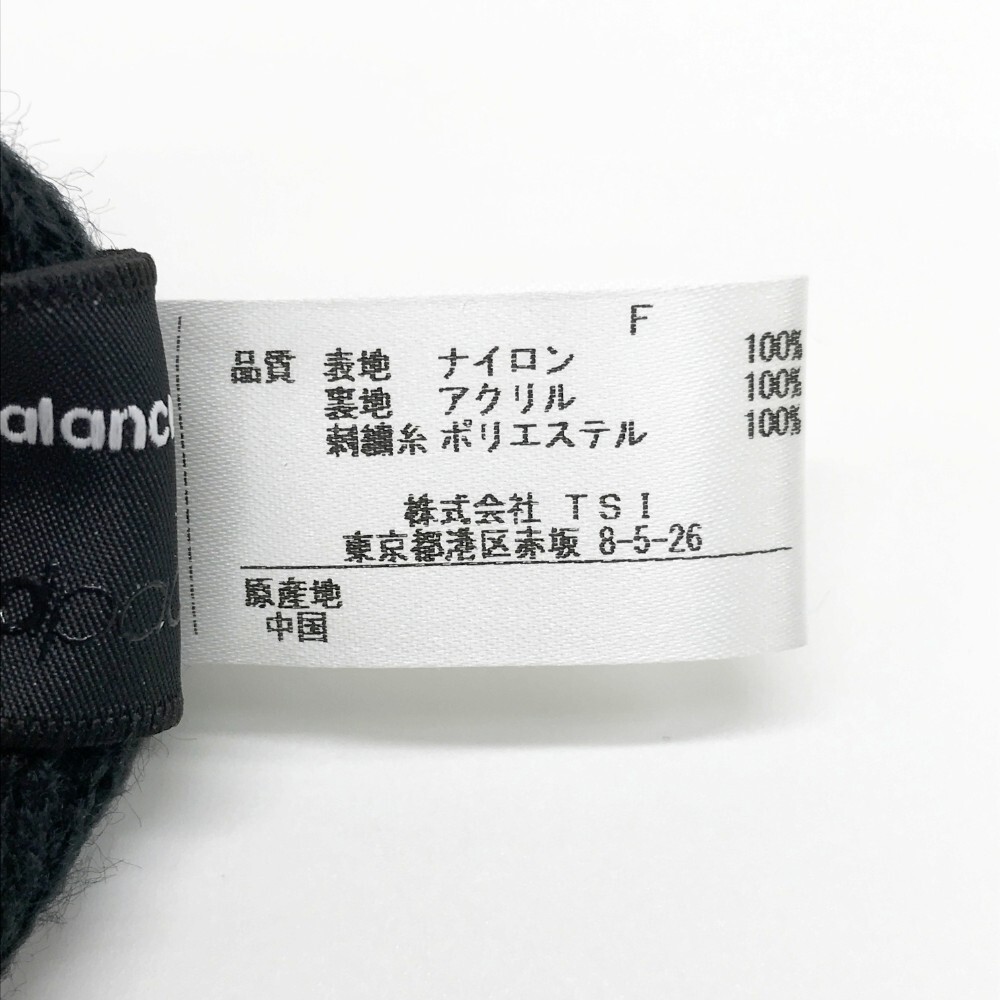 alanc
F
品質 表地 ナイロン 100%
裏地 アクリル 100%
刺繍糸 ポリエステル 100%
株式会社 TSI
東京都港区赤坂 8-5-26
原産地
中国